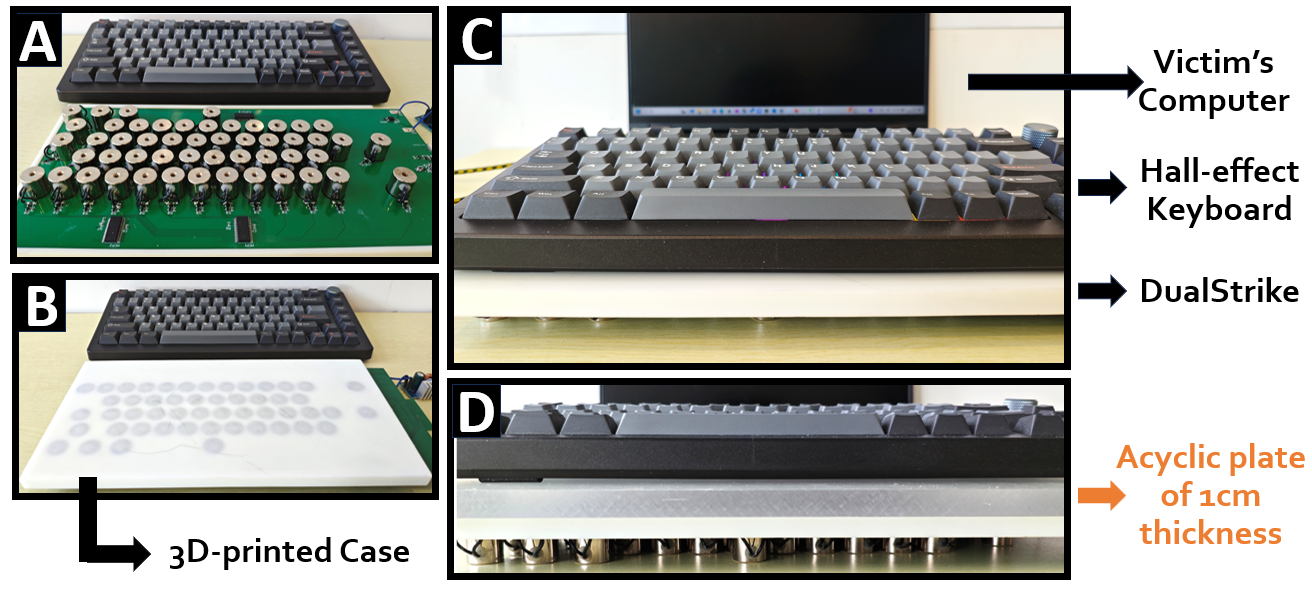 A
B
C
D
Victim's
Computer
Hall-effect
Keyboard
DualStrike
Acyclic plate
of 1cm
thickness
3D-printed Case